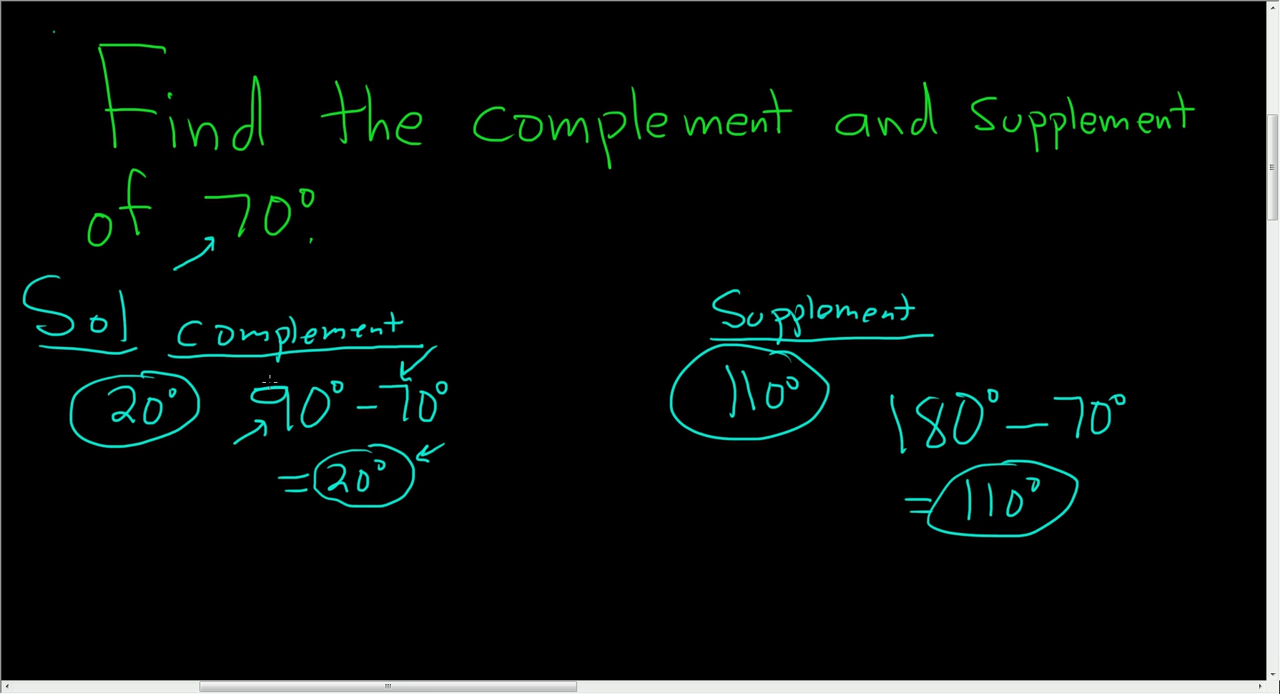 Find the complement and supplement
of 70°.
Sol
Complement
20° 90° - 70°
= 20°
Supplement
110° 180° - 70°
= 110°